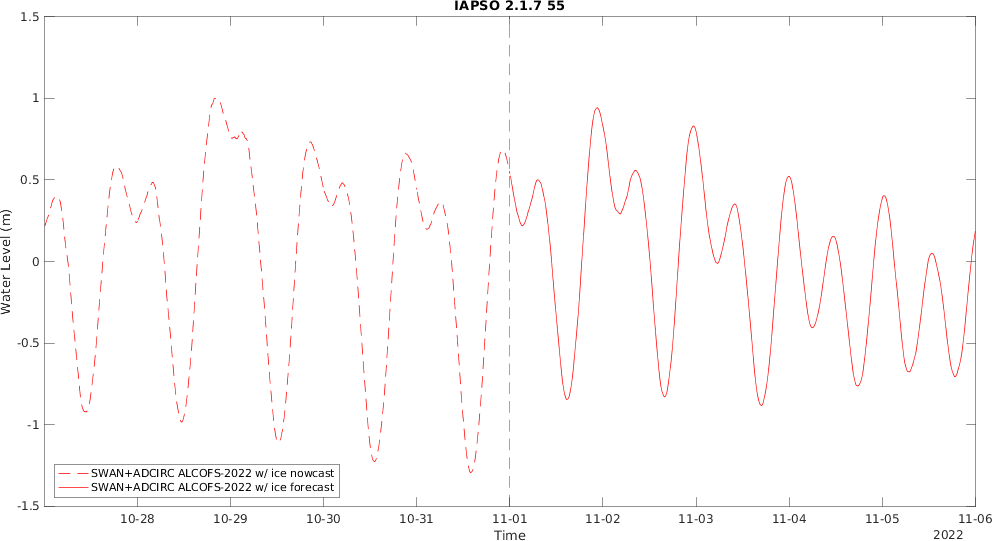 IAPSO 2.1.7 55
1.5
1
0.5
0
-0.5
-1
-1.5
Water Level (m)
SWAN+ADCIRC ALCOFS-2022 w/ ice nowcast
SWAN+ADCIRC ALCOFS-2022 w/ ice forecast
10-28 10-29 10-30 10-31 11-01 11-02 11-03 11-04 11-05 11-06
Time
2022